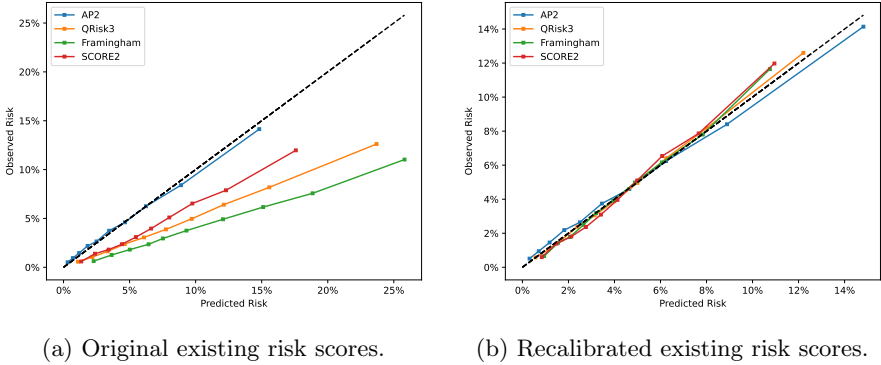 25%
20%
15%
10%
5%
0%
Observed Risk
AP2
QRisk3
Framingham
SCORE2
0% 5% 10% 15% 20% 25%
Predicted Risk
(a) Original existing risk scores.
14%
12%
10%
8%
6%
4%
2%
0%
Observed Risk
AP2
QRisk3
Framingham
SCORE2
0% 2% 4% 6% 8% 10% 12% 14%
Predicted Risk
(b) Recalibrated existing risk scores.